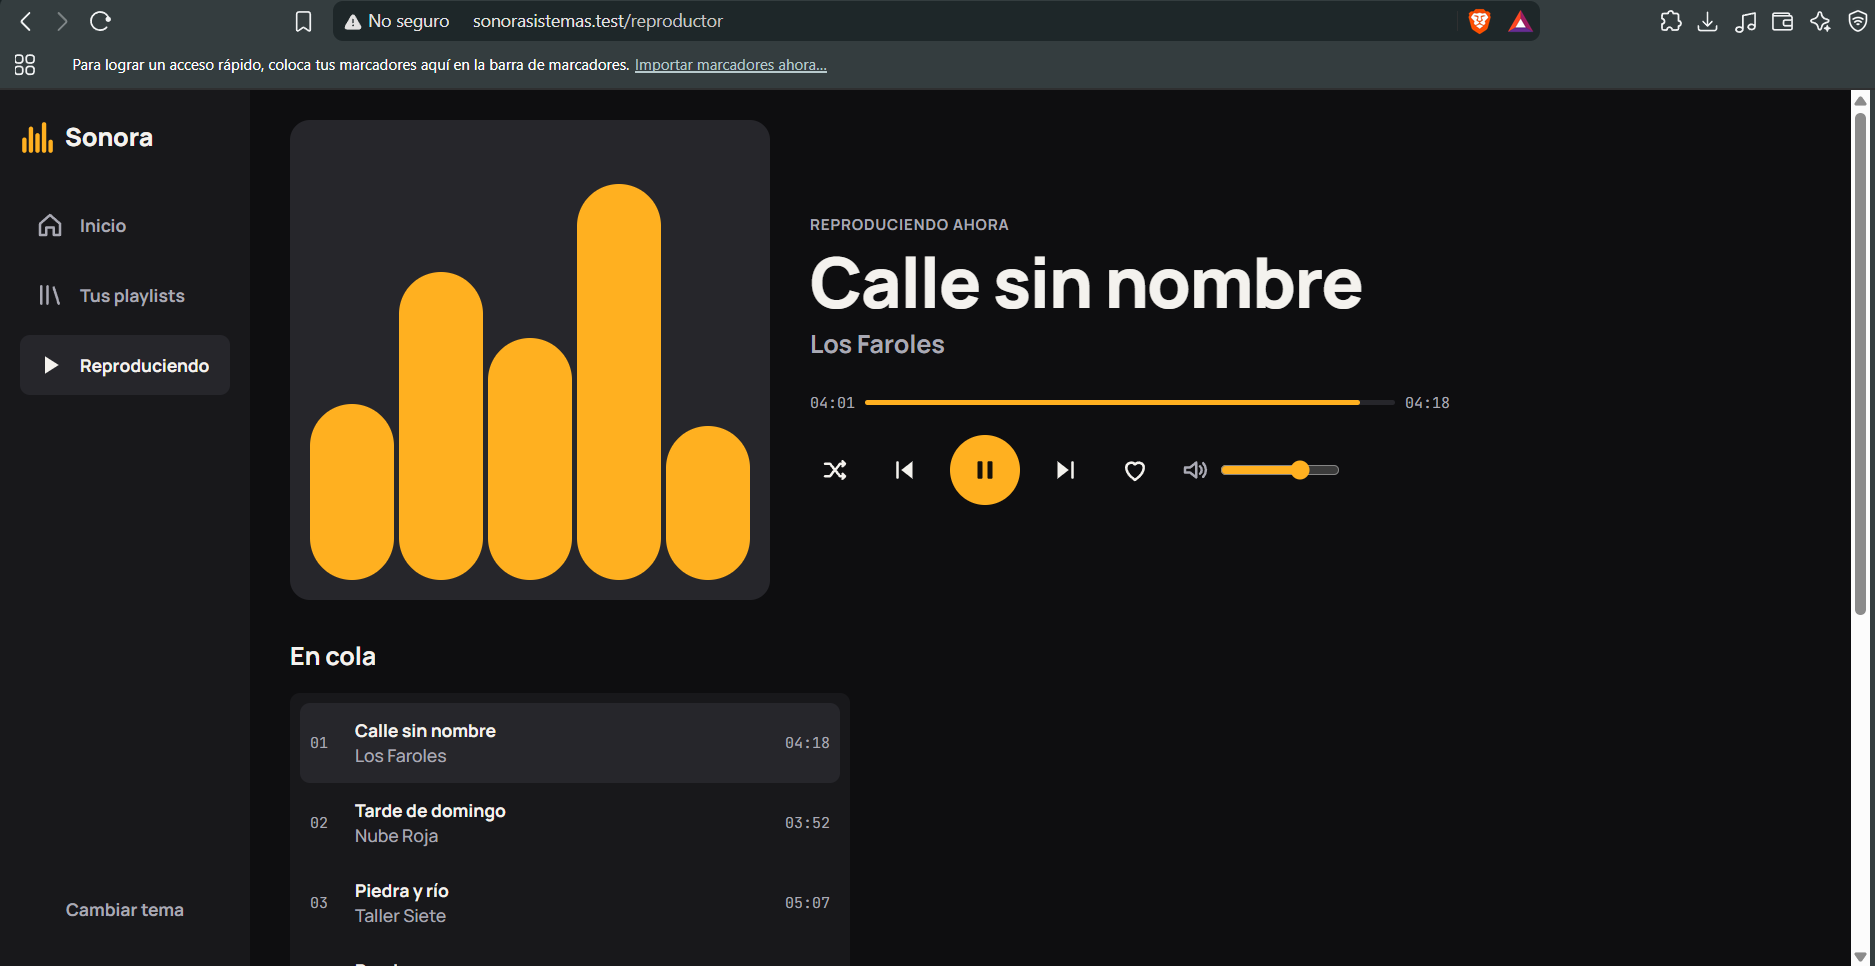 No seguro
sonorasistemas.test/reproductor
Para lograr un acceso rápido, coloca tus marcadores aquí en la barra de marcadores. Importar marcadores ahora...
Sonora
Inicio
Tus playlists
Reproduciendo
Cambiar tema
REPRODUCIENDO AHORA
Calle sin nombre
Los Faroles
04:01
04:18
En cola
01
Calle sin nombre
Los Faroles
04:18
02
Tarde de domingo
Nube Roja
03:52
03
Piedra y río
Taller Siete
05:07